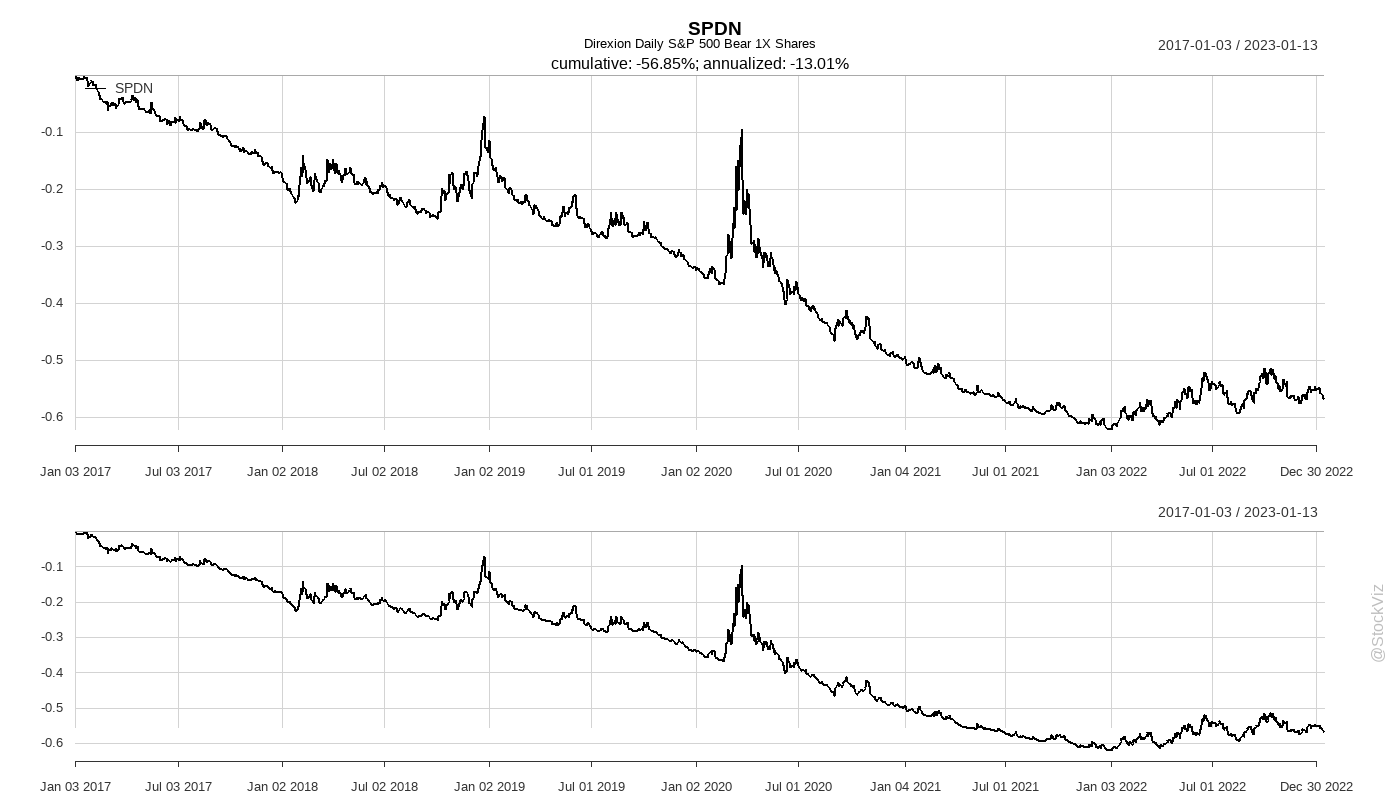 SPDN
Direxion Daily S&P 500 Bear 1X Shares
2017-01-03 / 2023-01-13
cumulative: -56.85%; annualized: -13.01%
SPDN
-0.1
-0.2
-0.3
-0.4
-0.5
-0.6
Jan 03 2017 Jul 03 2017 Jan 02 2018 Jul 02 2018 Jan 02 2019 Jul 01 2019 Jan 02 2020 Jul 01 2020 Jan 04 2021 Jul 01 2021 Jan 03 2022 Jul 01 2022 Dec 30 2022
2017-01-03 / 2023-01-13
-0.1
-0.2
-0.3
-0.4
-0.5
-0.6
Jan 03 2017 Jul 03 2017 Jan 02 2018 Jul 02 2018 Jan 02 2019 Jul 01 2019 Jan 02 2020 Jul 01 2020 Jan 04 2021 Jul 01 2021 Jan 03 2022 Jul 01 2022 Dec 30 2022
@StockViz